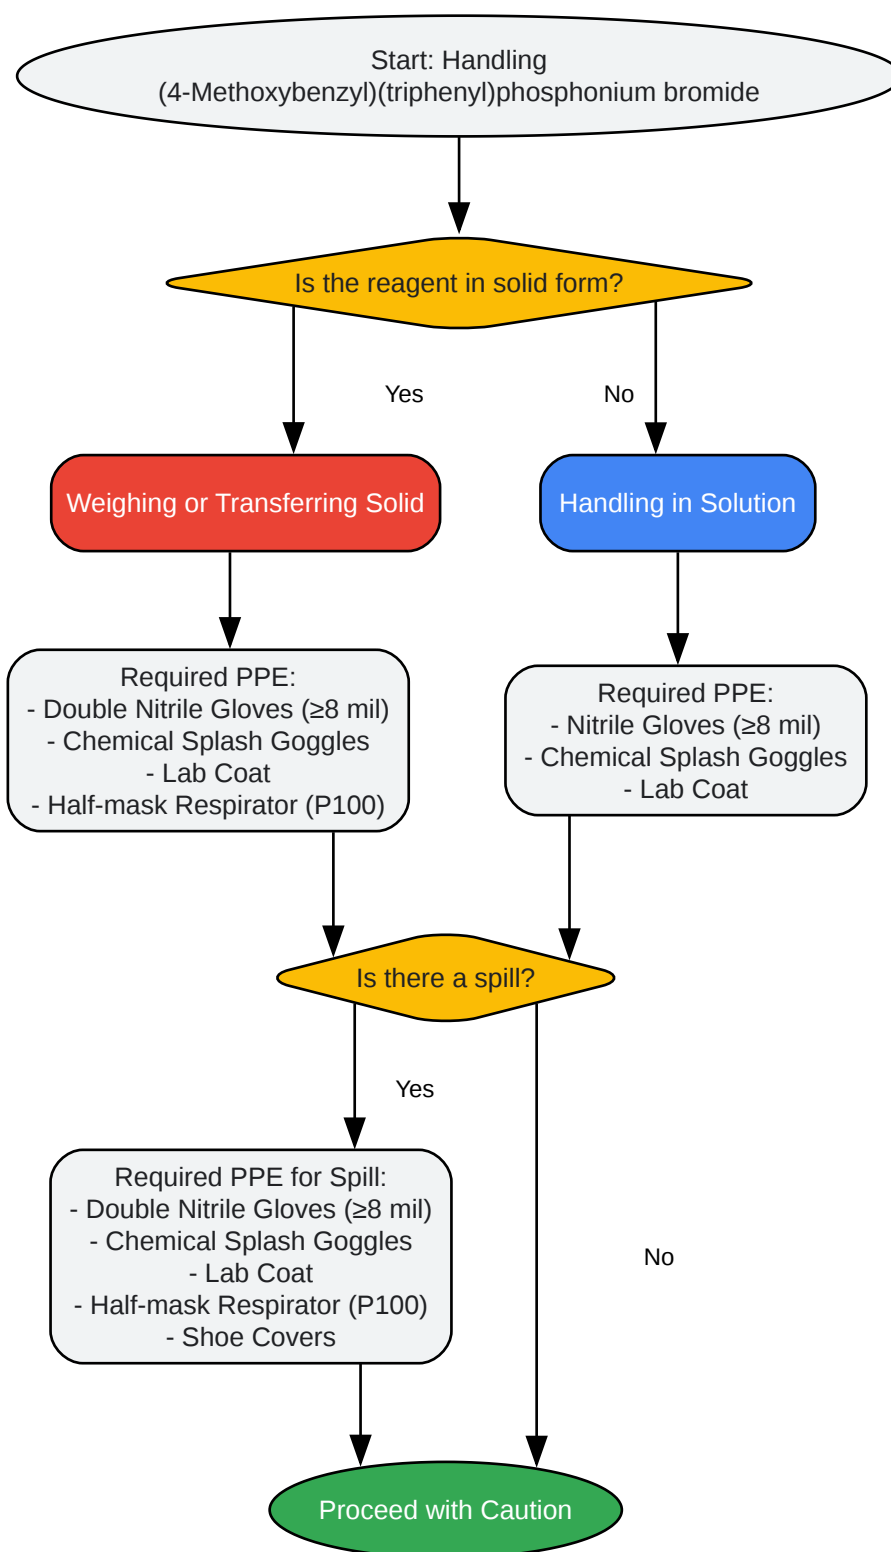 Start: Handling
(4-Methoxybenzyl)(triphenyl)phosphonium bromide
Is the reagent in solid form?
Yes
No
Weighing or Transferring Solid
Handling in Solution
Required PPE:
- Double Nitrile Gloves (≥8 mil)
- Chemical Splash Goggles
- Lab Coat
- Half-mask Respirator (P100)
Required PPE:
- Nitrile Gloves (≥8 mil)
- Chemical Splash Goggles
- Lab Coat
Is there a spill?
Yes
Required PPE for Spill:
- Double Nitrile Gloves (≥8 mil)
- Chemical Splash Goggles
- Lab Coat
- Half-mask Respirator (P100)
- Shoe Covers
No
Proceed with Caution